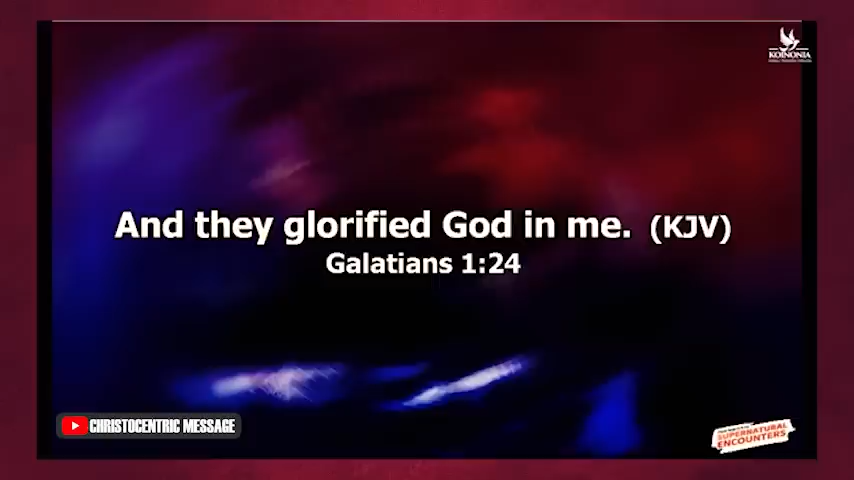 KOINONIA
And they glorified God in me. (KJV)
Galatians 1:24
CHRISTOCENTRIC MESSAGE
SUPERNATURAL
ENCOUNTERS